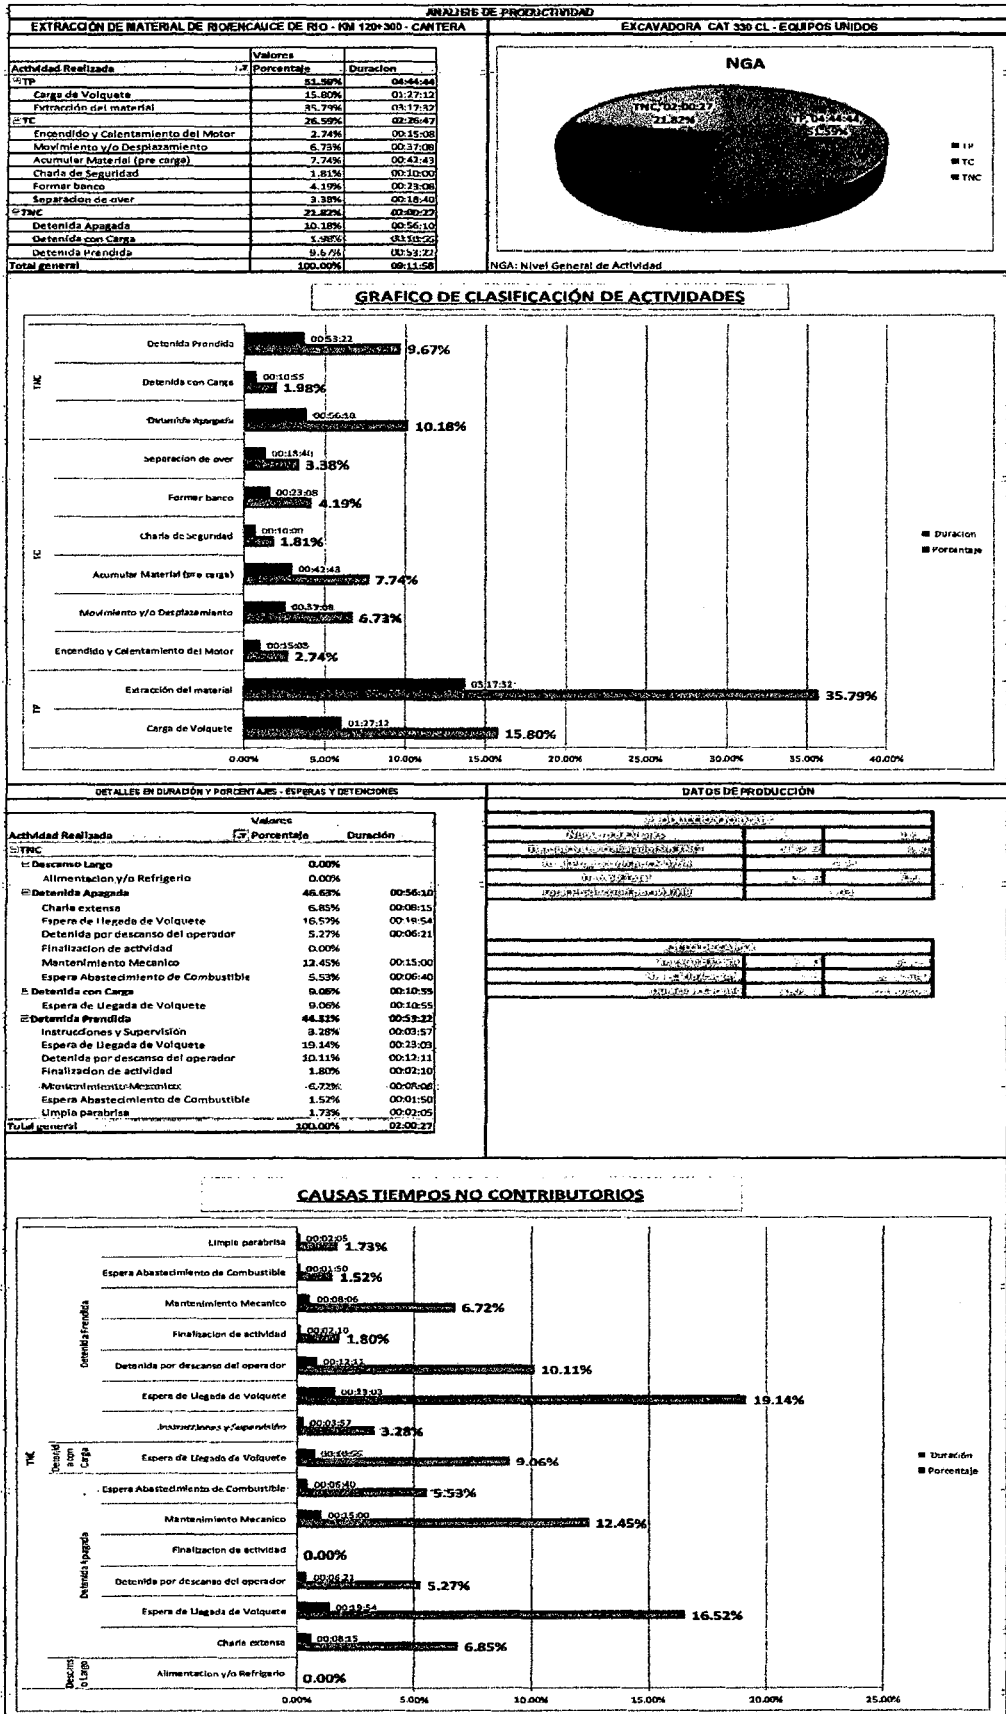 ANALISIS DE PRODUCTIVIDAD
EXTRACCIÓN DE MATERIAL DE RIO/ENCAUCE DE RIO - KM 120+300 - CANTERA
EXCAVADORA CAT 330 CL - EQUIPOS UNIDOS
Valores
Actividad Realizada Porcentaje Duracion
TP 51.59% 04:44:44
Carga de Volquete 15.80% 01:27:12
Extracción del material 35.79% 03:17:32
TC 26.59% 02:26:47
Encendido y Calentamiento del Motor 2.74% 00:15:08
Movimiento y/o Desplazamiento 6.73% 00:37:08
Acumular Material (pre carga) 7.74% 00:42:43
Charla de Seguridad 1.81% 00:10:00
Formar banco 4.19% 00:23:08
Separacion de over 3.38% 00:18:40
TNC 21.82% 02:00:27
Detenida Apagada 10.18% 00:56:10
Detenida con Carga 1.98% 00:10:55
Detenida Prendida 9.67% 00:53:22
Total general 100.00% 09:11:58
NGA
TNC, 02:00:27
21.82%
TP, 04:44:44
51.59%
TP
TC
TNC
NGA: Nivel General de Actividad
GRAFICO DE CLASIFICACIÓN DE ACTIVIDADES
TNC
Detenida Prendida 00:53:22 9.67%
Detenida con Carga 00:10:55 1.98%
Detenida Apagada 00:56:10 10.18%
TC
Separacion de over 00:18:40 3.38%
Formar banco 00:23:08 4.19%
Charla de Seguridad 00:10:00 1.81%
Acumular Material (pre carga) 00:42:43 7.74%
Movimiento y/o Desplazamiento 00:37:08 6.73%
Encendido y Calentamiento del Motor 00:15:08 2.74%
TP
Extracción del material 03:17:32 35.79%
Carga de Volquete 01:27:12 15.80%
0.00% 5.00% 10.00% 15.00% 20.00% 25.00% 30.00% 35.00% 40.00%
Duracion
Porcentaje
DETALLES EN DURACIÓN Y PORCENTAJES - ESPERAS Y DETENCIONES
DATOS DE PRODUCCIÓN
Valores
Actividad Realizada Porcentaje Duración
TNC
Descanso Largo 0.00%
Alimentacion y/o Refrigerio 0.00%
Detenida Apagada 46.63% 00:56:10
Charla extensa 6.85% 00:08:15
Espera de Llegada de Volquete 16.52% 00:19:54
Detenida por descanso del operador 5.27% 00:06:21
Finalizacion de actividad 0.00%
Mantenimiento Mecanico 12.45% 00:15:00
Espera Abastecimiento de Combustible 5.53% 00:06:40
Detenida con Carga 9.06% 00:10:55
Espera de Llegada de Volquete 9.06% 00:10:55
Detenida Prendida 44.31% 00:53:22
Instrucciones y Supervisión 3.28% 00:03:57
Espera de Llegada de Volquete 19.14% 00:23:03
Detenida por descanso del operador 10.11% 00:12:11
Finalizacion de actividad 1.80% 00:02:10
Mantenimiento Mecanico 6.72% 00:08:06
Espera Abastecimiento de Combustible 1.52% 00:01:50
Limpia parabrisa 1.73% 00:02:05
Total general 100.00% 02:00:27
CAUSAS TIEMPOS NO CONTRIBUTORIOS
TNC
Detenida Prendida
Limpia parabrisa 00:02:05 1.73%
Espera Abastecimiento de Combustible 00:01:50 1.52%
Mantenimiento Mecanico 00:08:06 6.72%
Finalizacion de actividad 00:02:10 1.80%
Detenida por descanso del operador 00:12:11 10.11%
Espera de Llegada de Volquete 00:23:03 19.14%
Instrucciones y Supervisión 00:03:57 3.28%
Detenida con Carga
Espera de Llegada de Volquete 00:10:55 9.06%
Detenida Apagada
Espera Abastecimiento de Combustible 00:06:40 5.53%
Mantenimiento Mecanico 00:15:00 12.45%
Finalizacion de actividad 0.00%
Detenida por descanso del operador 00:06:21 5.27%
Espera de Llegada de Volquete 00:19:54 16.52%
Charla extensa 00:08:15 6.85%
Descanso Largo
Alimentacion y/o Refrigerio 0.00%
0.00% 5.00% 10.00% 15.00% 20.00% 25.00%
Duración
Porcentaje